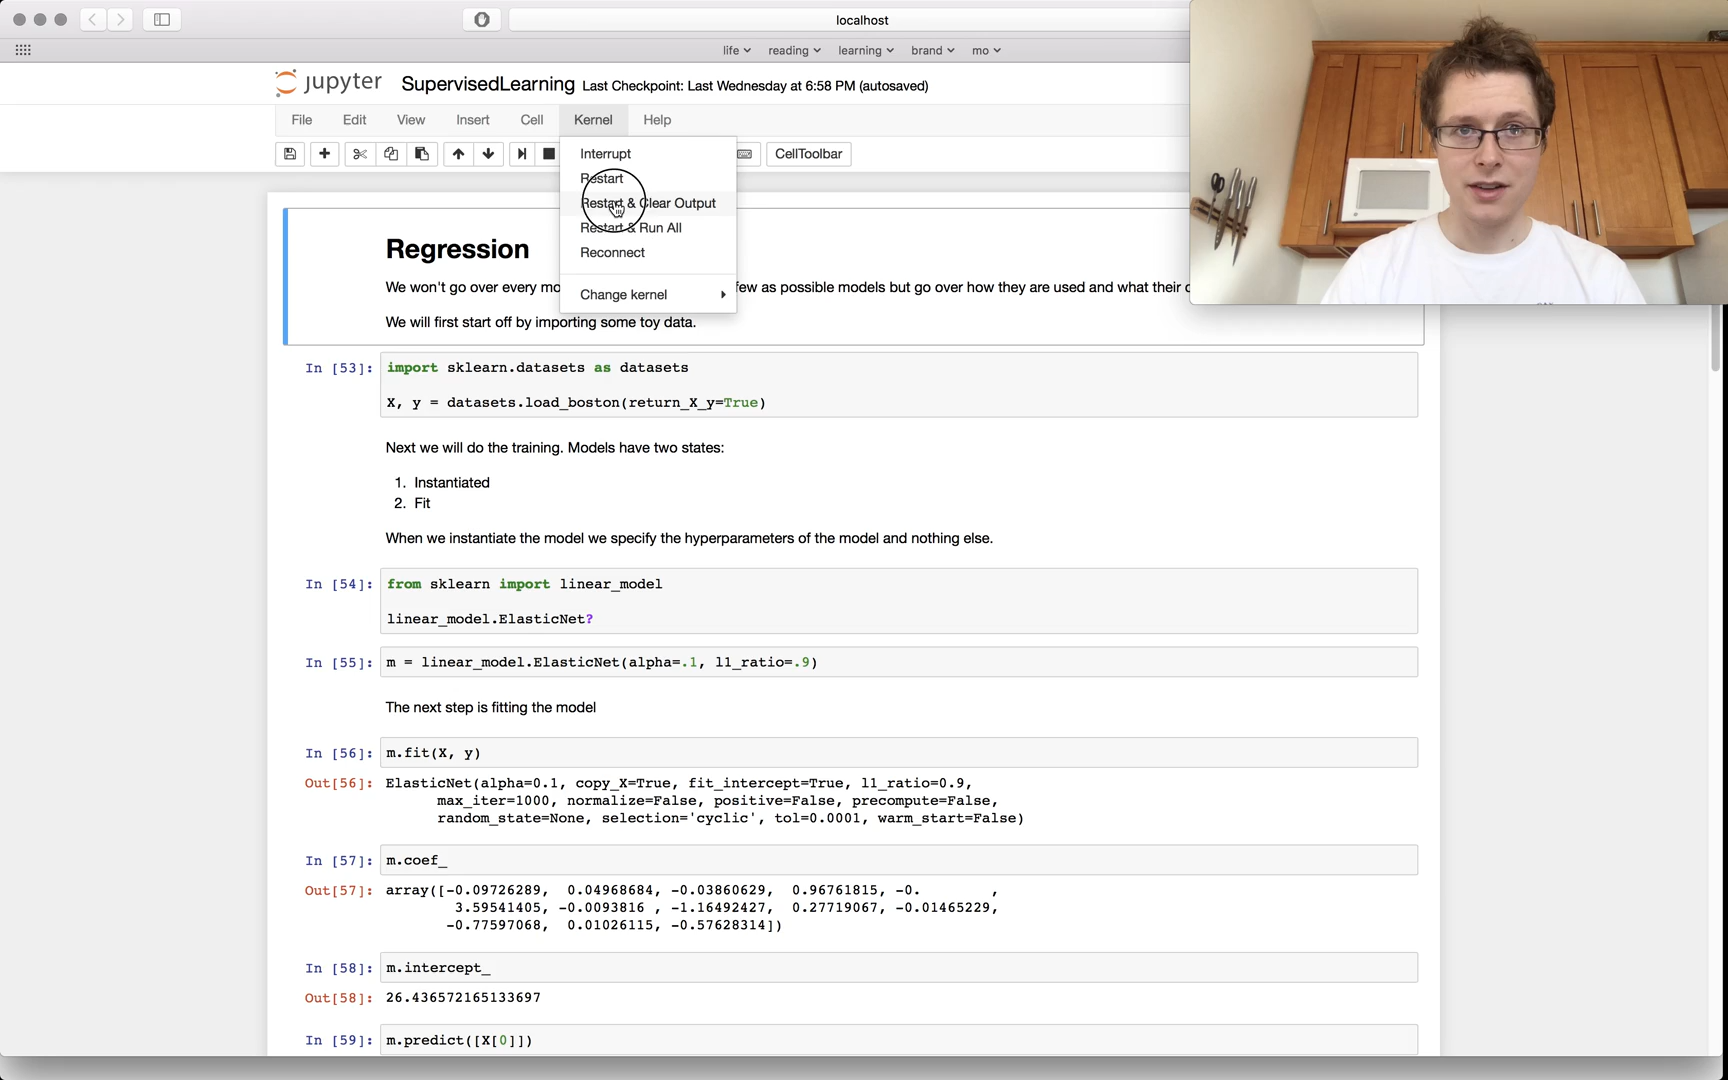 localhost
life reading learning brand mo
jupyter SupervisedLearning Last Checkpoint: Last Wednesday at 6:58 PM (autosaved)
File Edit View Insert Cell Kernel Help
CellToolbar
Interrupt
Restart
Restart & Clear Output
Restart & Run All
Reconnect
Change kernel
Regression
We won't go over every mo few as possible models but go over how they are used and what their
We will first start off by importing some toy data.
In [53]: import sklearn.datasets as datasets
X, y = datasets.load_boston(return_X_y=True)
Next we will do the training. Models have two states:
1. Instantiated
2. Fit
When we instantiate the model we specify the hyperparameters of the model and nothing else.
In [54]: from sklearn import linear_model
linear_model.ElasticNet?
In [55]: m = linear_model.ElasticNet(alpha=.1, l1_ratio=.9)
The next step is fitting the model
In [56]: m.fit(X, y)
Out[56]: ElasticNet(alpha=0.1, copy_X=True, fit_intercept=True, l1_ratio=0.9,
max_iter=1000, normalize=False, positive=False, precompute=False,
random_state=None, selection='cyclic', tol=0.0001, warm_start=False)
In [57]: m.coef_
Out[57]: array([-0.09726289, 0.04968684, -0.03860629, 0.96761815, -0. ,
3.59541405, -0.0093816 , -1.16492427, 0.27719067, -0.01465229,
-0.77597068, 0.01026115, -0.57628314])
In [58]: m.intercept_
Out[58]: 26.436572165133697
In [59]: m.predict([X[0]])